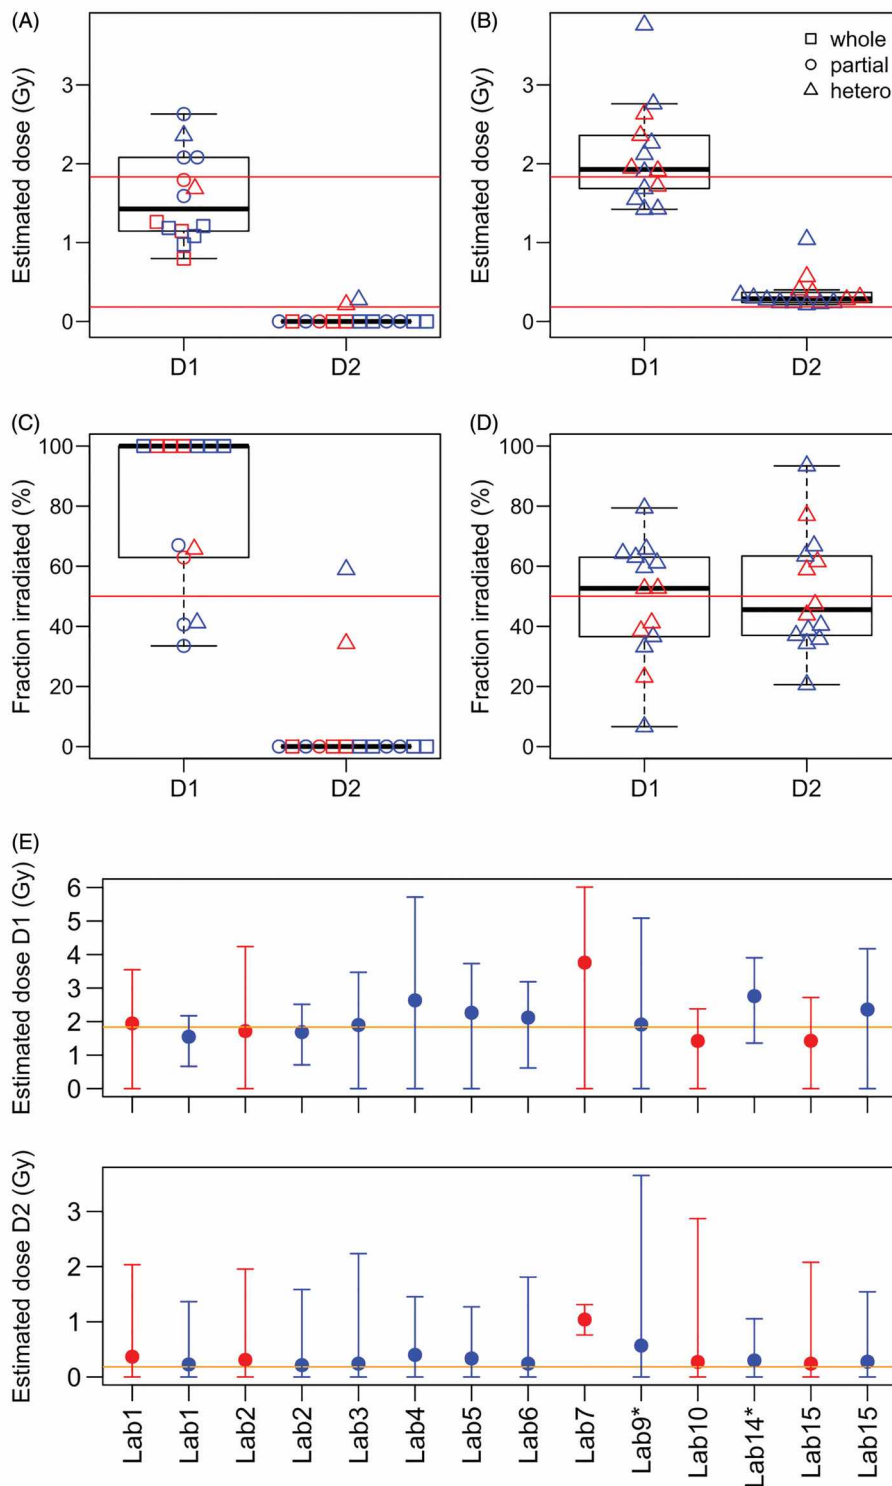 (A)
Estimated dose (Gy)
3
2
1
0
D1
D2
(B)
Estimated dose (Gy)
3
2
1
0
whole
partial
hetero
D1
D2
(C)
Fraction irradiated (%)
100
80
60
40
20
0
D1
D2
(D)
Fraction irradiated (%)
100
80
60
40
20
0
D1
D2
(E)
Estimated dose D1 (Gy)
6
5
4
3
2
1
0
Estimated dose D2 (Gy)
3
2
1
0
Lab1
Lab1
Lab2
Lab2
Lab3
Lab4
Lab5
Lab6
Lab7
Lab9*
Lab10
Lab14*
Lab15
Lab15